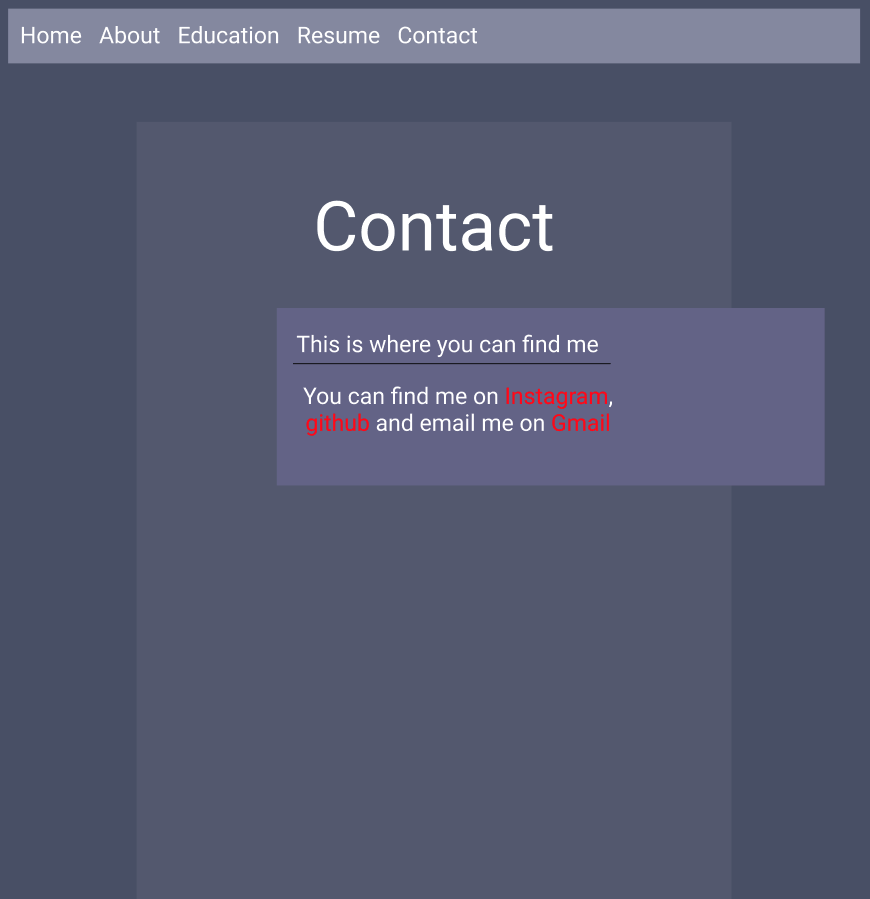 Home About Education Resume Contact
Contact
This is where you can find me
You can find me on Instagram,
github and email me on Gmail